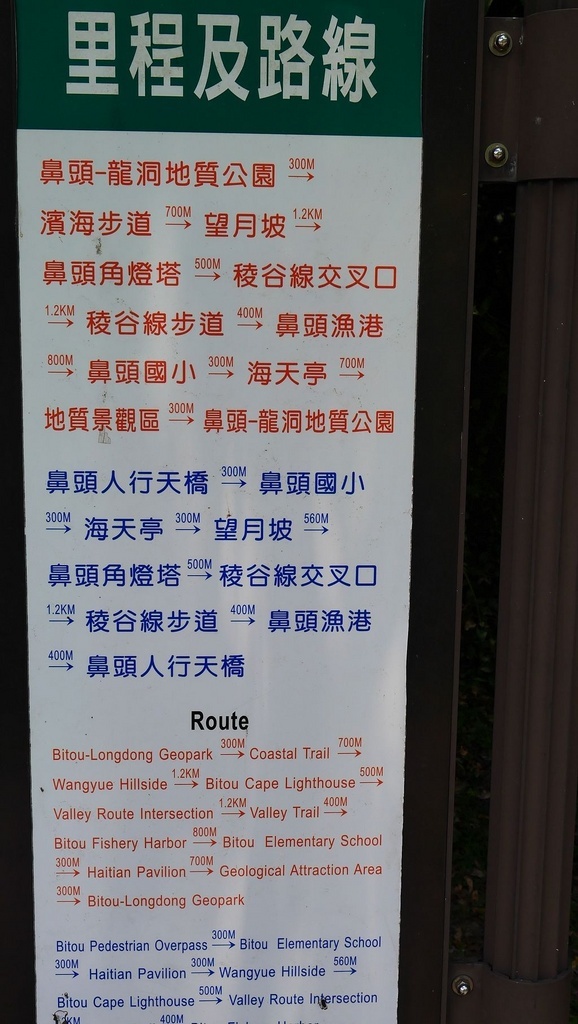 里程及路線
鼻頭-龍洞地質公園 300M →
濱海步道 700M → 望月坡 1.2KM →
鼻頭角燈塔 500M → 稜谷線交叉口
1.2KM → 稜谷線步道 400M → 鼻頭漁港
800M → 鼻頭國小 300M → 海天亭 700M →
地質景觀區 300M → 鼻頭-龍洞地質公園
鼻頭人行天橋 300M → 鼻頭國小
300M → 海天亭 300M → 望月坡 560M →
鼻頭角燈塔 500M → 稜谷線交叉口
1.2KM → 稜谷線步道 400M → 鼻頭漁港
400M → 鼻頭人行天橋
Route
Bitou-Longdong Geopark 300M → Coastal Trail 700M →
Wangyue Hillside 1.2KM → Bitou Cape Lighthouse 500M →
Valley Route Intersection 1.2KM → Valley Trail 400M →
Bitou Fishery Harbor 800M → Bitou Elementary School
300M → Haitian Pavilion 700M → Geological Attraction Area
300M → Bitou-Longdong Geopark
Bitou Pedestrian Overpass 300M → Bitou Elementary School
300M → Haitian Pavilion 300M → Wangyue Hillside 560M →
Bitou Cape Lighthouse 500M → Valley Route Intersection
400M